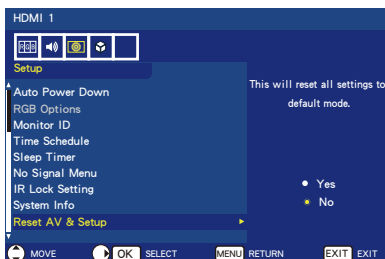 HDMI 1
RGB
Setup
Auto Power Down
RGB Options
Monitor ID
Time Schedule
Sleep Timer
No Signal Menu
IR Lock Setting
System Info
Reset AV & Setup
This will reset all settings to
default mode.
Yes
No
MOVE OK SELECT MENU RETURN EXIT EXIT